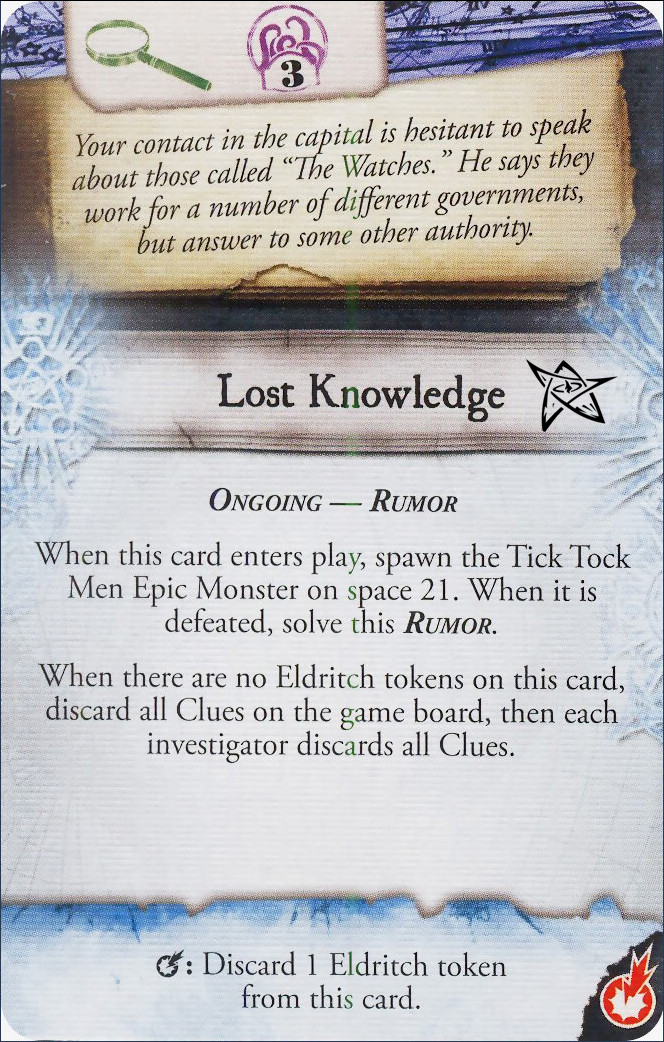 3
Your contact in the capital is hesitant to speak
about those called “The Watches.” He says they
work for a number of different governments,
but answer to some other authority.
Lost Knowledge
ONGOING — RUMOR
When this card enters play, spawn the Tick Tock
Men Epic Monster on space 21. When it is
defeated, solve this RUMOR.
When there are no Eldritch tokens on this card,
discard all Clues on the game board, then each
investigator discards all Clues.
: Discard 1 Eldritch token
from this card.